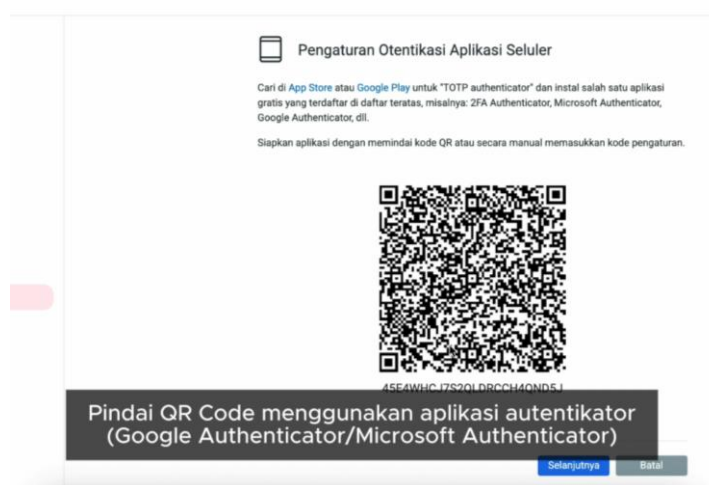 Pengaturan Otentikasi Aplikasi Seluler
Cari di App Store atau Google Play untuk "TOTP authenticator" dan instal salah satu aplikasi
gratis yang terdaftar di daftar teratas, misalnya: 2FA Authenticator, Microsoft Authenticator,
Google Authenticator, dll.
Siapkan aplikasi dengan memindai kode QR atau secara manual memasukkan kode pengaturan.
Pindai QR Code menggunakan aplikasi autentikator
(Google Authenticator/Microsoft Authenticator)
Selanjutnya
Batal